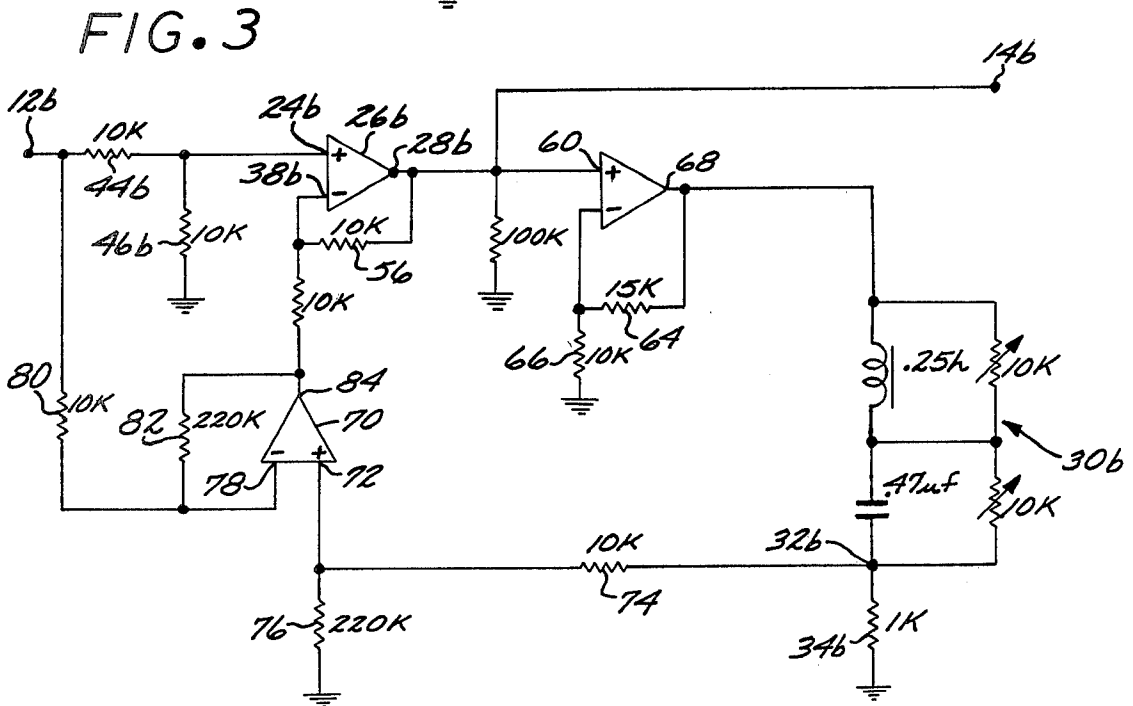 FIG. 3
14b
12b
10K
44b
24b
+
26b
28b
38b
-
60
+
68
-
46b
10K
10K
56
100K
10K
15K
64
66
10K
.25h
10K
80
10K
82
220K
84
70
-
+
78
72
30b
.47uf
10K
32b
10K
74
76
220K
34b
1K